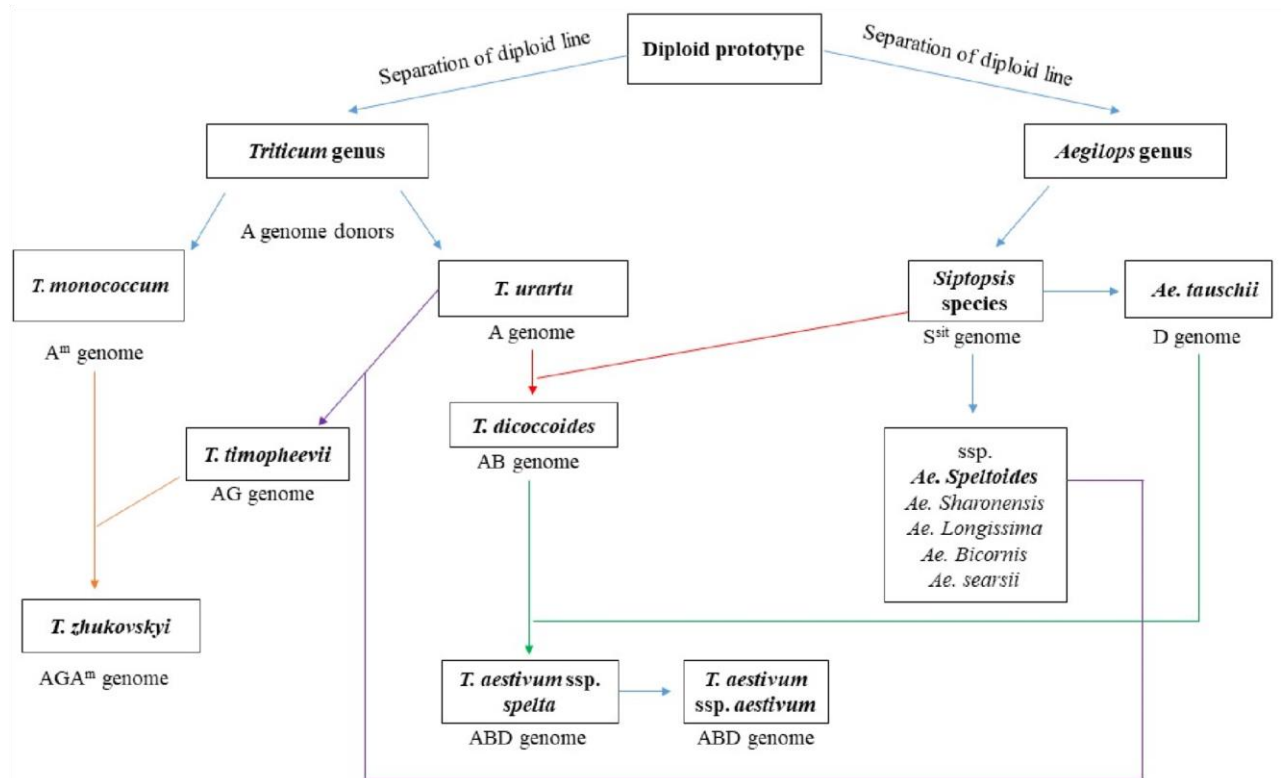 Diploid prototype
Separation of diploid line
Separation of diploid line
Triticum genus
Aegilops genus
A genome donors
T. monococcum
A^m genome
T. urartu
A genome
Siptopsis
species
S^sit genome
Ae. tauschii
D genome
T. timopheevii
AG genome
T. dicoccoides
AB genome
ssp.
Ae. Speltoides
Ae. Sharonensis
Ae. Longissima
Ae. Bicornis
Ae. searsii
T. zhukovskyi
AGA^m genome
T. aestivum ssp.
spelta
ABD genome
T. aestivum
ssp. aestivum
ABD genome